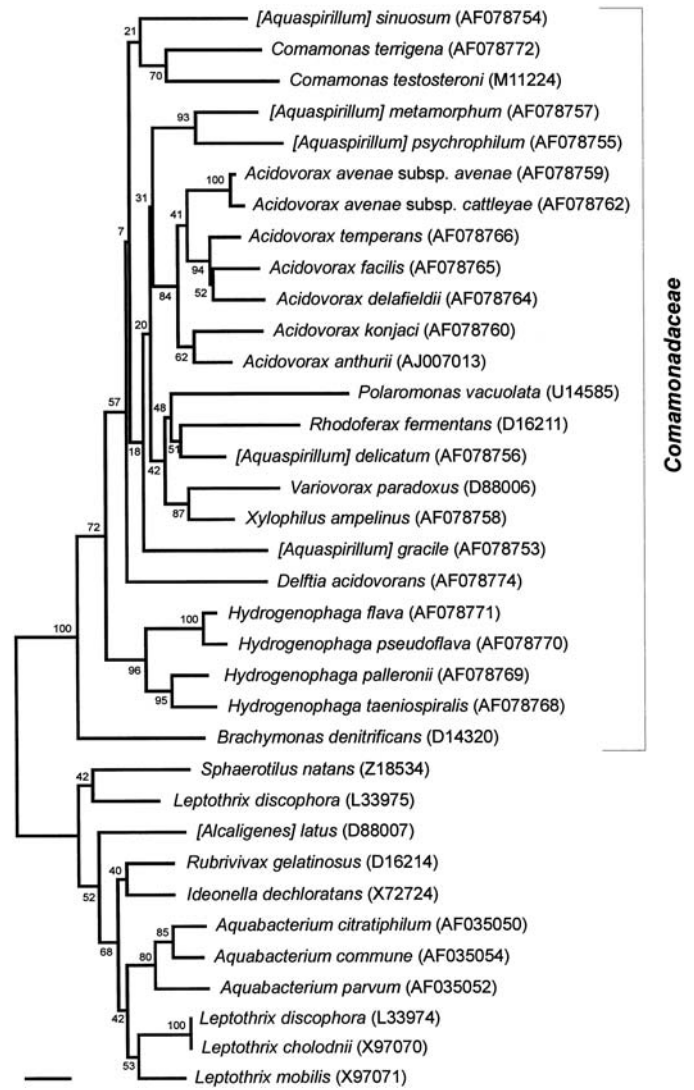 [Aquaspirillum] sinuosum (AF078754)
21
Comamonas terrigena (AF078772)
70
Comamonas testosteroni (M11224)
[Aquaspirillum] metamorphum (AF078757)
93
[Aquaspirillum] psychrophilum (AF078755)
Acidovorax avenae subsp. avenae (AF078759)
100
31
Acidovorax avenae subsp. cattleyae (AF078762)
41
7
Acidovorax temperans (AF078766)
94
Acidovorax facilis (AF078765)
84
52
Acidovorax delafieldii (AF078764)
20
Acidovorax konjaci (AF078760)
62
Acidovorax anthurii (AJ007013)
Polaromonas vacuolata (U14585)
57
48
Rhodoferax fermentans (D16211)
18
51
[Aquaspirillum] delicatum (AF078756)
42
Variovorax paradoxus (D88006)
87
Xylophilus ampelinus (AF078758)
72
[Aquaspirillum] gracile (AF078753)
Delftia acidovorans (AF078774)
Hydrogenophaga flava (AF078771)
100
100
Hydrogenophaga pseudoflava (AF078770)
96
Hydrogenophaga palleronii (AF078769)
95
Hydrogenophaga taeniospiralis (AF078768)
Brachymonas denitrificans (D14320)
Comamonadaceae
Sphaerotilus natans (Z18534)
42
Leptothrix discophora (L33975)
[Alcaligenes] latus (D88007)
Rubrivivax gelatinosus (D16214)
40
52
Ideonella dechloratans (X72724)
Aquabacterium citratiphilum (AF035050)
85
68
Aquabacterium commune (AF035054)
80
Aquabacterium parvum (AF035052)
42
Leptothrix discophora (L33974)
100
Leptothrix cholodnii (X97070)
53
Leptothrix mobilis (X97071)